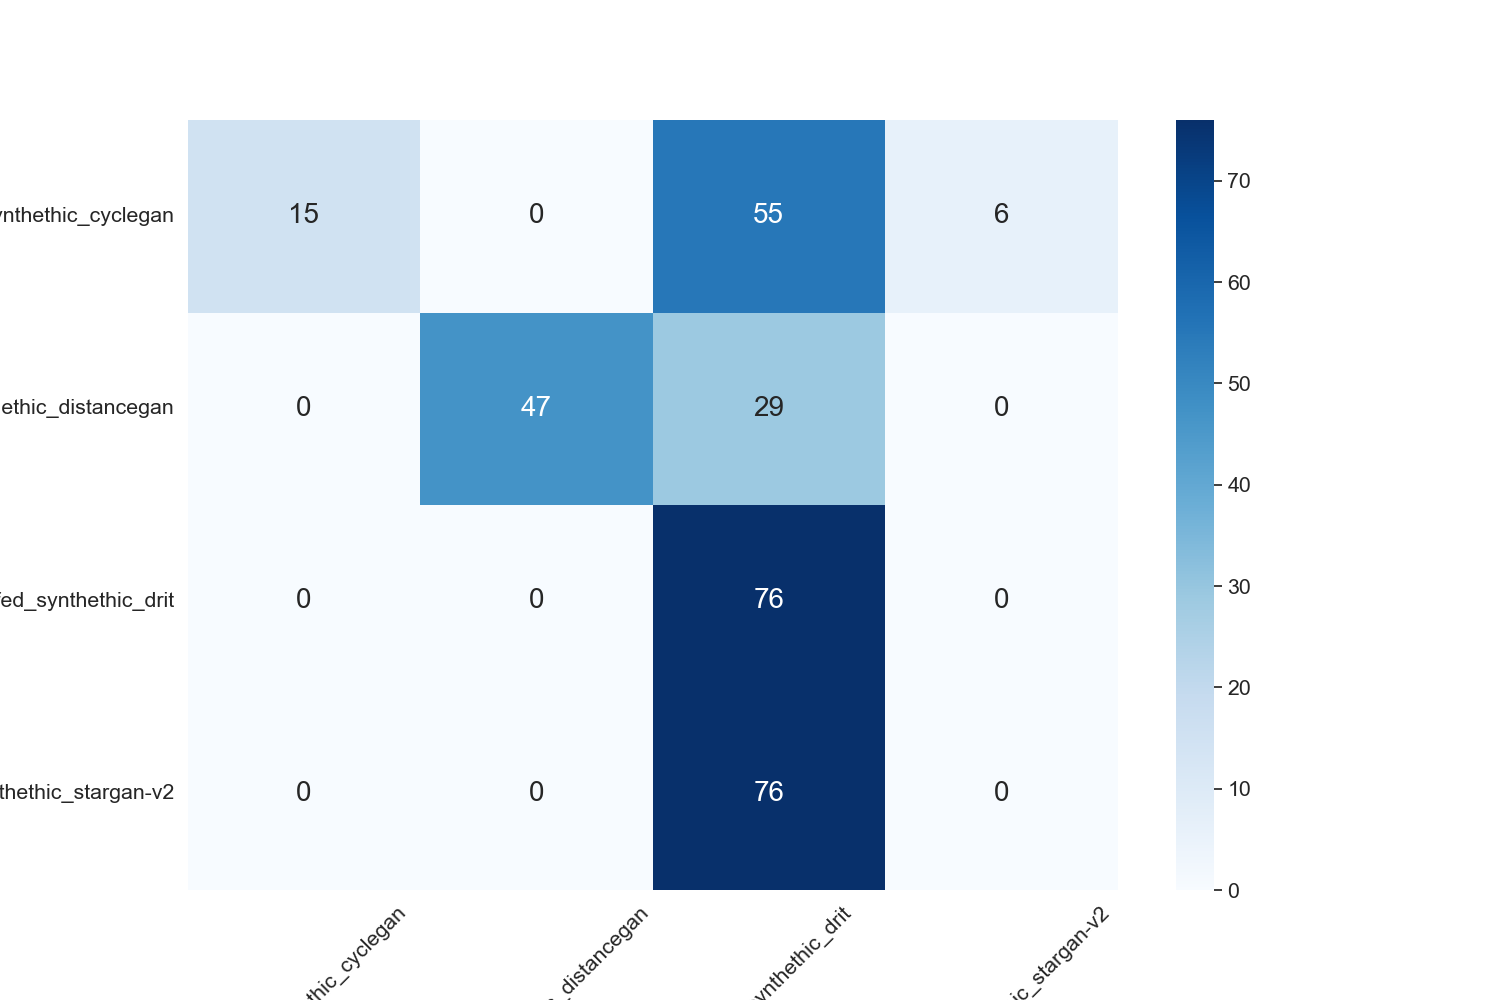 ynthethic_cyclegan 15 0 55 6
ethic_distancegan 0 47 29 0
fed_synthethic_drit 0 0 76 0
thethic_stargan-v2 0 0 76 0
thic_cyclegan
_distancegan
ynthethic_drit
ic_stargan-v2
70
60
50
40
30
20
10
0